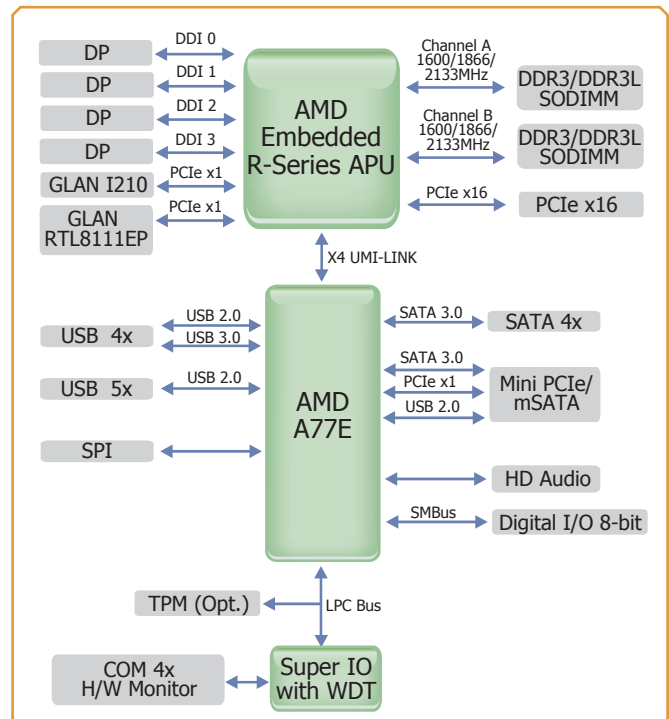 DP
DDI 0
DP
DDI 1
DP
DDI 2
DP
DDI 3
GLAN I210
PCIe x1
GLAN
RTL8111EP
PCIe x1
AMD
Embedded
R-Series APU
Channel A
1600/1866/
2133MHz
DDR3/DDR3L
SODIMM
Channel B
1600/1866/
2133MHz
DDR3/DDR3L
SODIMM
PCIe x16
PCIe x16
X4 UMI-LINK
USB 4x
USB 2.0
USB 3.0
USB 5x
USB 2.0
SPI
AMD
A77E
SATA 3.0
SATA 4x
SATA 3.0
PCIe x1
USB 2.0
Mini PCIe/
mSATA
HD Audio
SMBus
Digital I/O 8-bit
TPM (Opt.)
LPC Bus
COM 4x
H/W Monitor
Super IO
with WDT